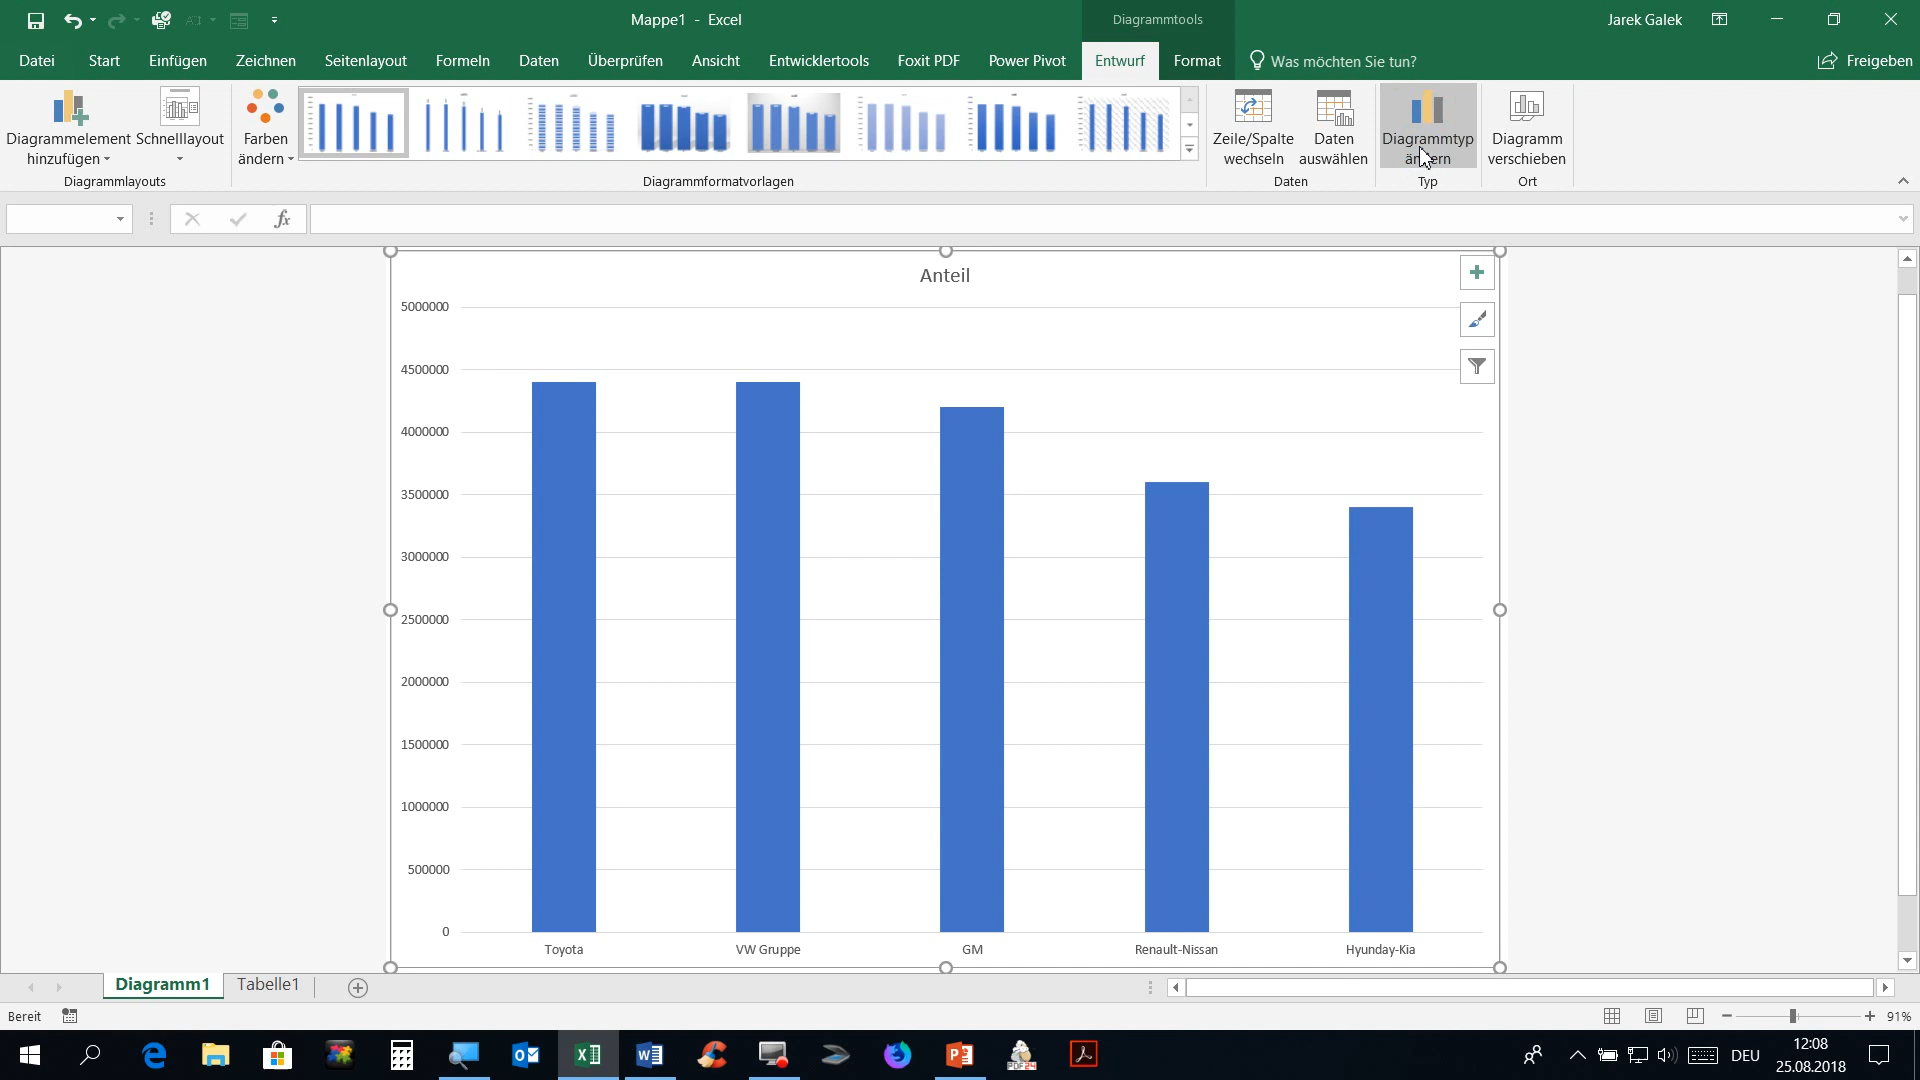 Mappe1 - Excel
Diagrammtools
Jarek Galek
Datei Start Einfügen Zeichnen Seitenlayout Formeln Daten Überprüfen Ansicht Entwicklertools Foxit PDF Power Pivot Entwurf Format Was möchten Sie tun? Freigeben
Diagrammelement hinzufügen
Schnelllayout
Farben ändern
Zeile/Spalte wechseln
Daten auswählen
Diagrammtyp ändern
Diagramm verschieben
Diagrammlayouts
Diagrammformatvorlagen
Daten
Typ
Ort
fx
Anteil
5000000
4500000
4000000
3500000
3000000
2500000
2000000
1500000
1000000
500000
0
Toyota VW Gruppe GM Renault-Nissan Hyunday-Kia
Diagramm1 Tabelle1
Bereit
91%
PDF24
DEU
12:08
25.08.2018